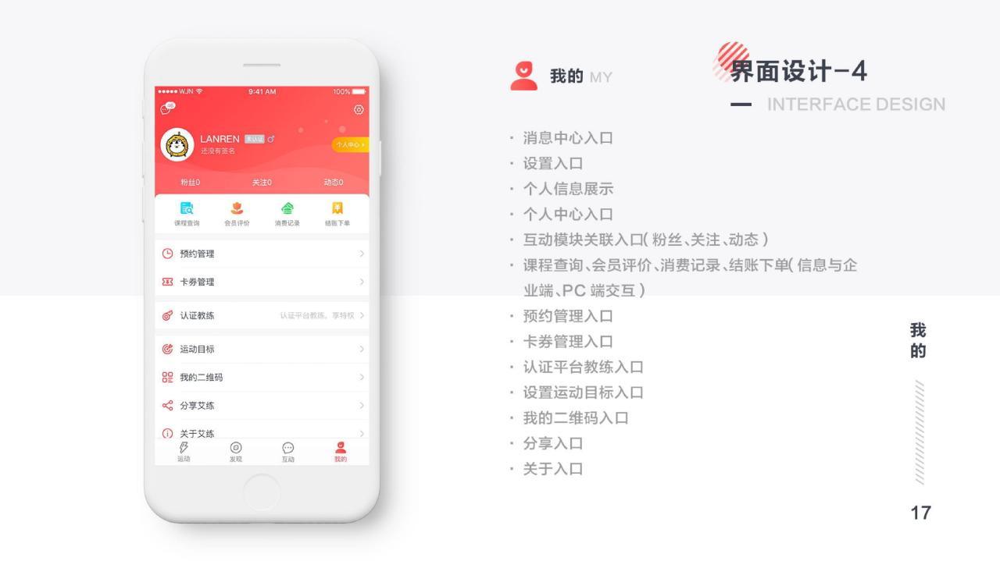 WJN
9:41 AM
100%
46
LANREN
未认证
还没有签名
个人中心
粉丝0
关注0
动态0
课程查询
会员评价
消费记录
结账下单
预约管理
卡券管理
认证教练
认证平台教练，享特权
运动目标
我的二维码
分享艾练
关于艾练
运动
发现
互动
我的
我的 MY
界面设计-4
INTERFACE DESIGN
· 消息中心入口
· 设置入口
· 个人信息展示
· 个人中心入口
· 互动模块关联入口(粉丝、关注、动态)
· 课程查询、会员评价、消费记录、结账下单(信息与企
业端、PC 端交互)
· 预约管理入口
· 卡券管理入口
· 认证平台教练入口
· 设置运动目标入口
· 我的二维码入口
· 分享入口
· 关于入口
我的
17